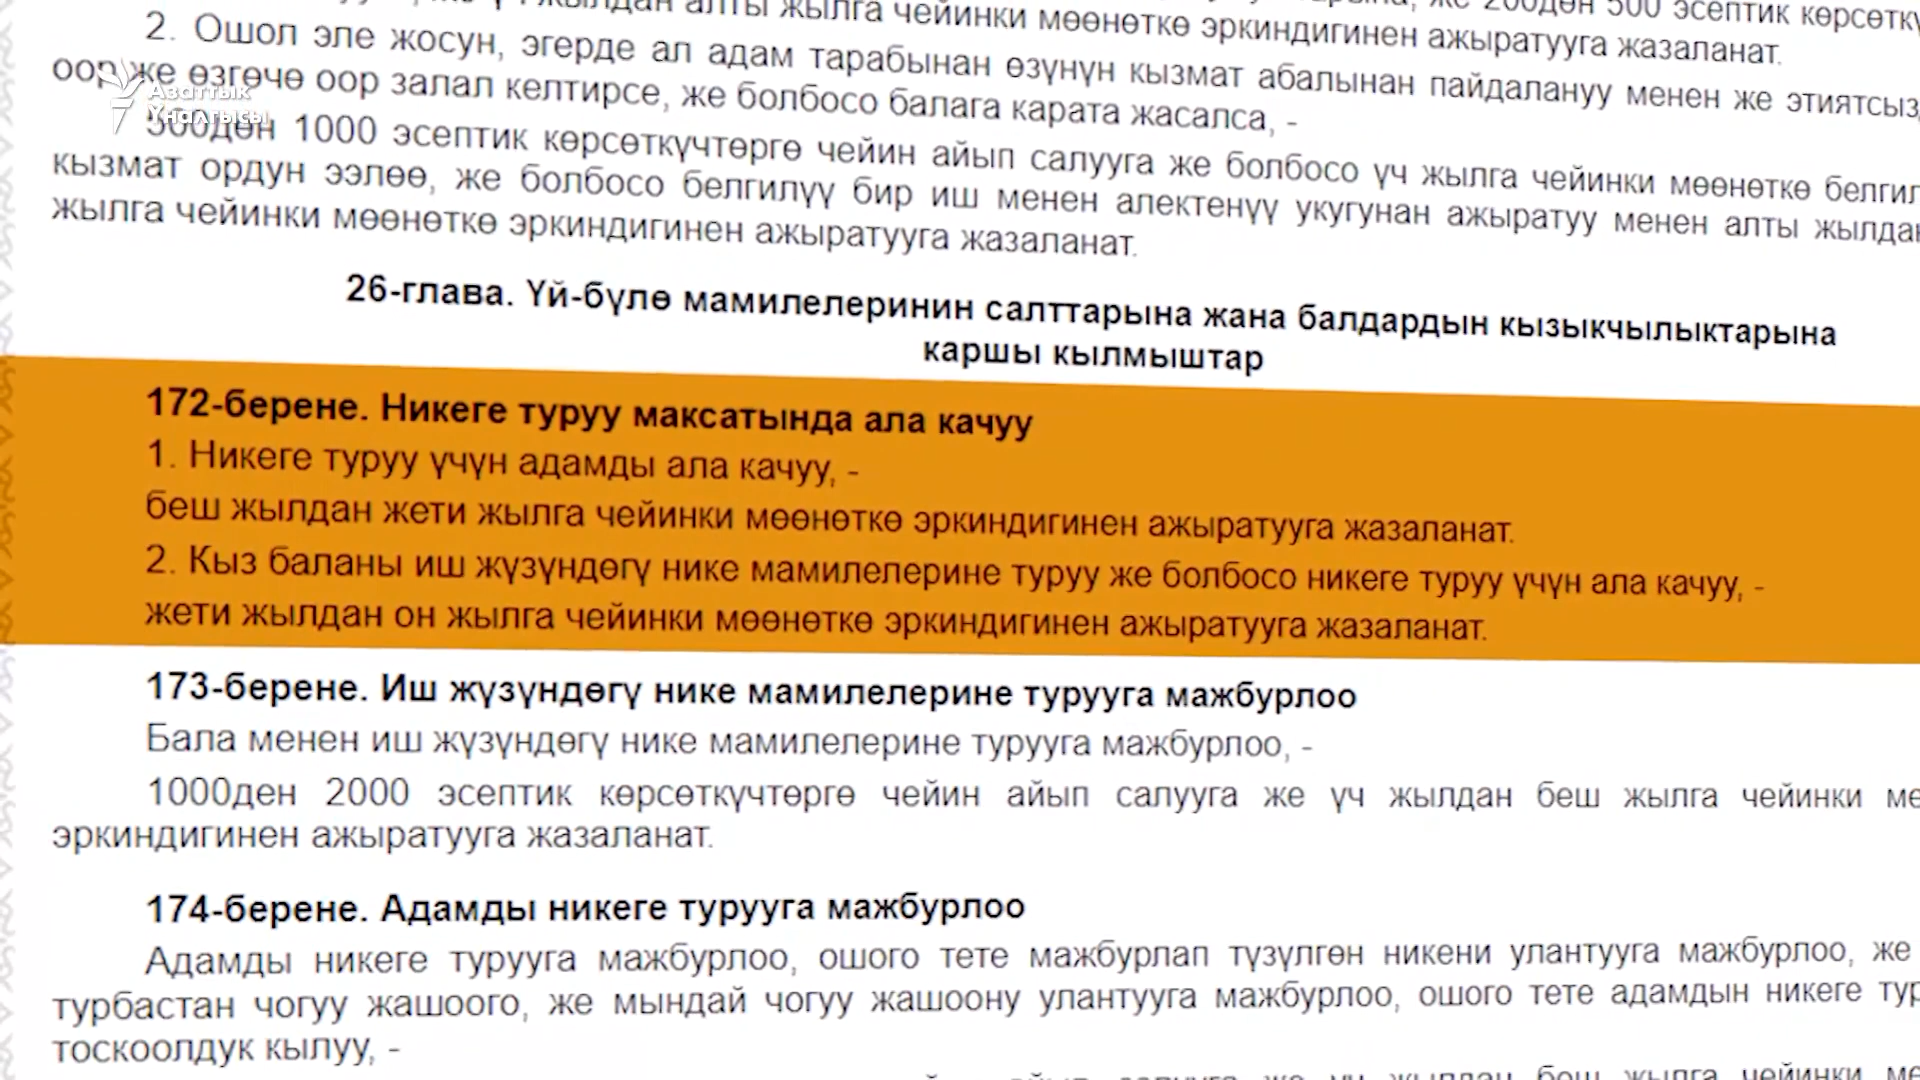 алты жылга чейинки мөөнөткө эркиндигинен ажыратууга жазаланат.
2. Ошол эле жосун, эгерде ал адам тарабынан өзүнүн кызмат абалынан пайдалануу менен же
оор же өзгөчө оор залал келтирсе, же болбосо балага карата жасалса, -
Азаттык
Үналгысы
500дөн 1000 эсептик көрсөткүчтөргө чейин айып салууга же болбосо үч жылга чейинки мөөнөткө
кызмат ордун ээлөө, же болбосо белгилүү бир иш менен алектенүү укугунан ажыратуу менен алты
жылга чейинки мөөнөткө эркиндигинен ажыратууга жазаланат.
26-глава. Үй-бүлө мамилелеринин салттарына жана балдардын кызыкчылыктарына
каршы кылмыштар
172-берене. Никеге туруу максатында ала качуу
1. Никеге туруу үчүн адамды ала качуу, -
беш жылдан жети жылга чейинки мөөнөткө эркиндигинен ажыратууга жазаланат.
2. Кыз баланы иш жүзүндөгү нике мамилелерине туруу же болбосо никеге туруу үчүн ала качуу, -
жети жылдан он жылга чейинки мөөнөткө эркиндигинен ажыратууга жазаланат.
173-берене. Иш жүзүндөгү нике мамилелерине турууга мажбурлоо
Бала менен иш жүзүндөгү нике мамилелерине турууга мажбурлоо, -
1000ден 2000 эсептик көрсөткүчтөргө чейин айып салууга же үч жылдан беш жылга чейинки
эркиндигинен ажыратууга жазаланат.
174-берене. Адамды никеге турууга мажбурлоо
Адамды никеге турууга мажбурлоо, ошого тете мажбурлап түзүлгөн никени улантууга мажбурлоо, же
турбастан чогуу жашоого, же мындай чогуу жашоону улантууга мажбурлоо, ошого тете адамдын никеге
тоскоолдук кылуу, -